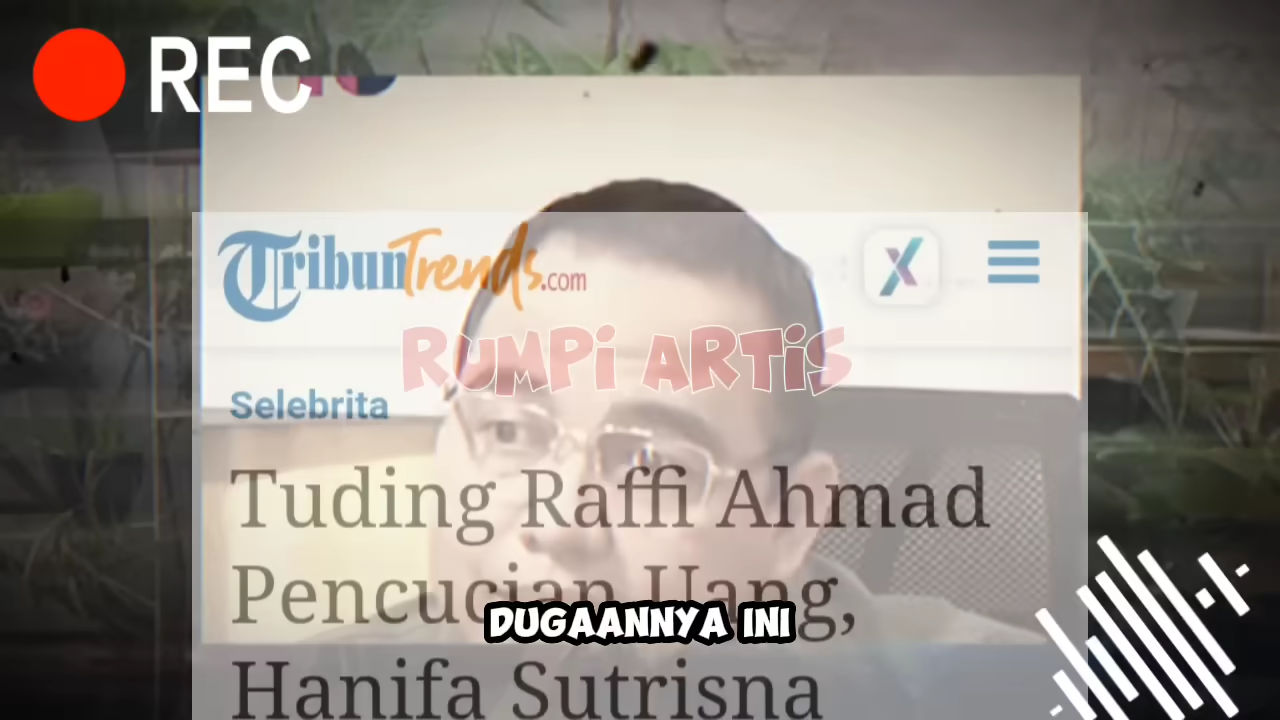 REC
TribunTrends.com
RUMPI ARTIS
Selebrita
Tuding Raffi Ahmad
Pencucian Uang,
DUGAANNYA INI
Hanifa Sutrisna